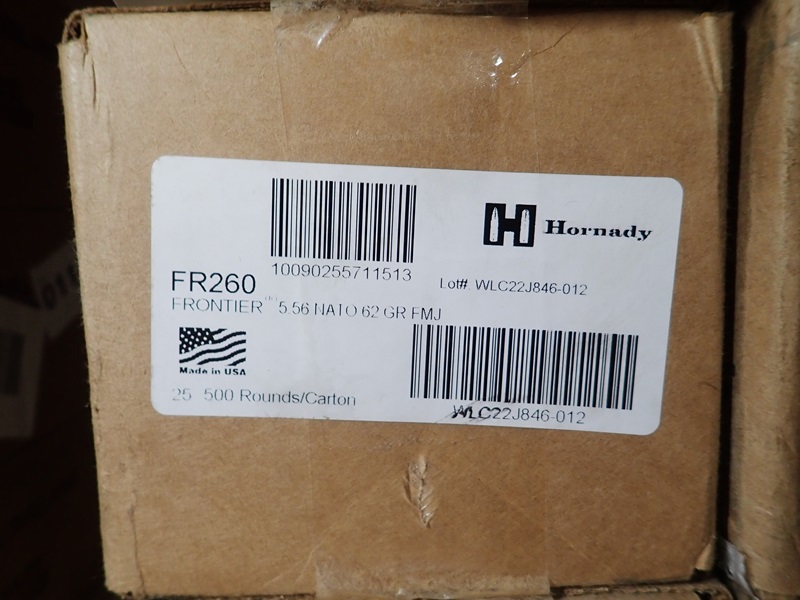 Hornady
10090255711513
FR260
Lot#. WLC22J846-012
FRONTIER 5.56 NATO 62 GR FMJ
Made in USA
25 500 Rounds/Carton
WLC22J846-012